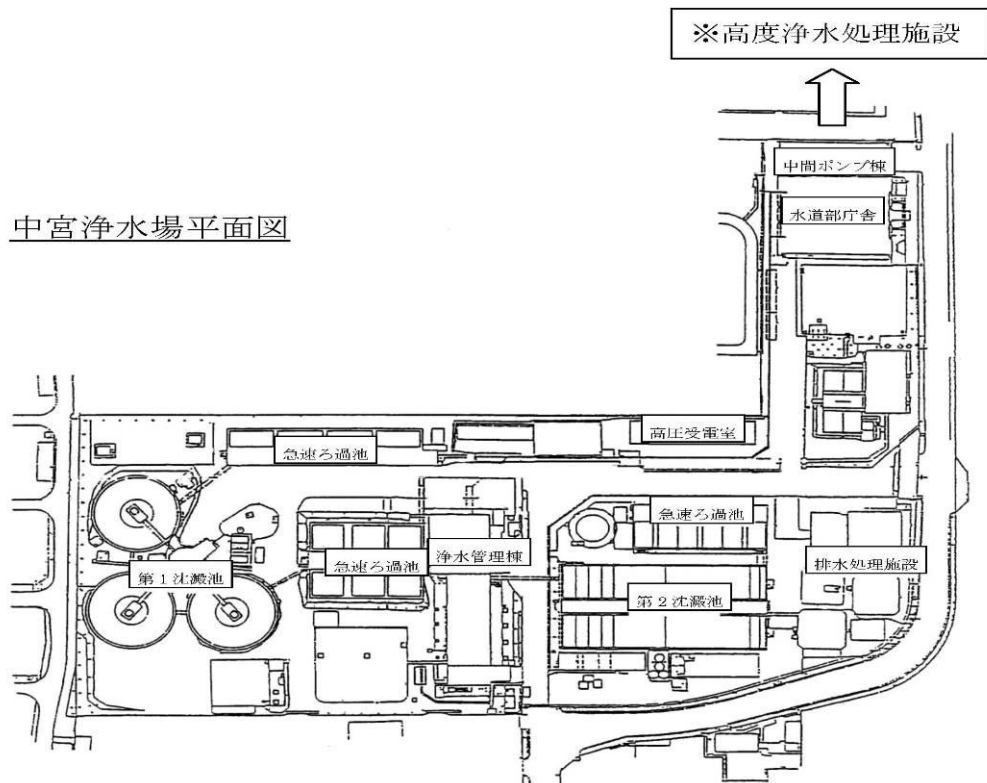 ※高度浄水処理施設
中間ポンプ棟
水道部庁舎
中宮浄水場平面図
高圧受電室
急速ろ過池
急速ろ過池
浄水管理棟
排水処理施設
第1沈澱池
急速ろ過池
第2沈澱池